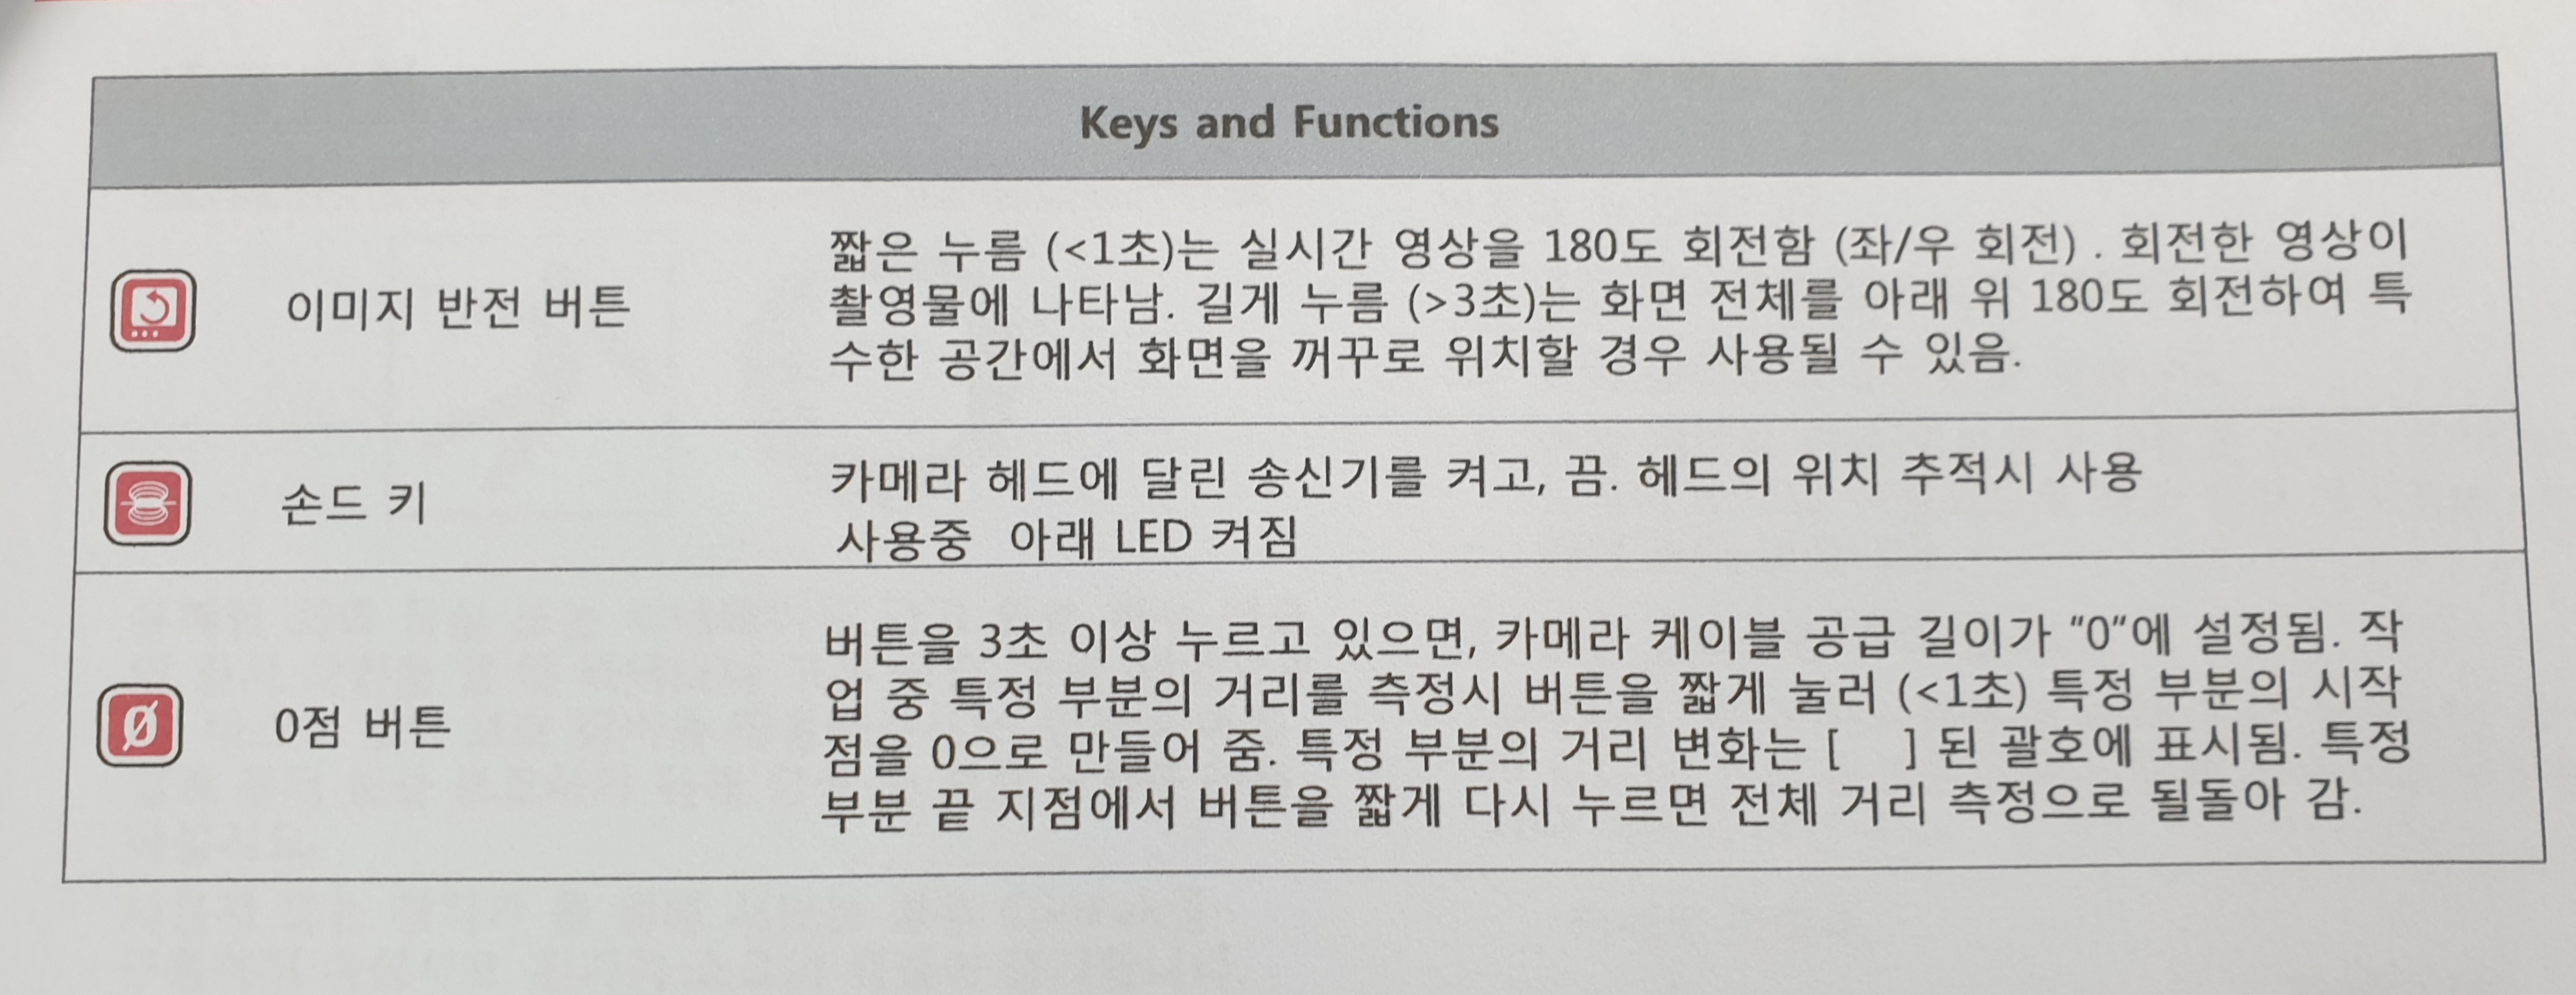 Keys and Functions
이미지 반전 버튼
짧은 누름 (<1초)는 실시간 영상을 180도 회전함 (좌/우 회전) . 회전한 영상이
촬영물에 나타남. 길게 누름 (>3초)는 화면 전체를 아래 위 180도 회전하여 특
수한 공간에서 화면을 꺼꾸로 위치할 경우 사용될 수 있음.
손드 키
카메라 헤드에 달린 송신기를 켜고, 끔. 헤드의 위치 추적시 사용
사용중 아래 LED 켜짐
0점 버튼
버튼을 3초 이상 누르고 있으면, 카메라 케이블 공급 길이가 "0"에 설정됨. 작
업 중 특정 부분의 거리를 측정시 버튼을 짧게 눌러 (<1초) 특정 부분의 시작
점을 0으로 만들어 줌. 특정 부분의 거리 변화는 [ ] 된 괄호에 표시됨. 특정
부분 끝 지점에서 버튼을 짧게 다시 누르면 전체 거리 측정으로 될돌아 감.